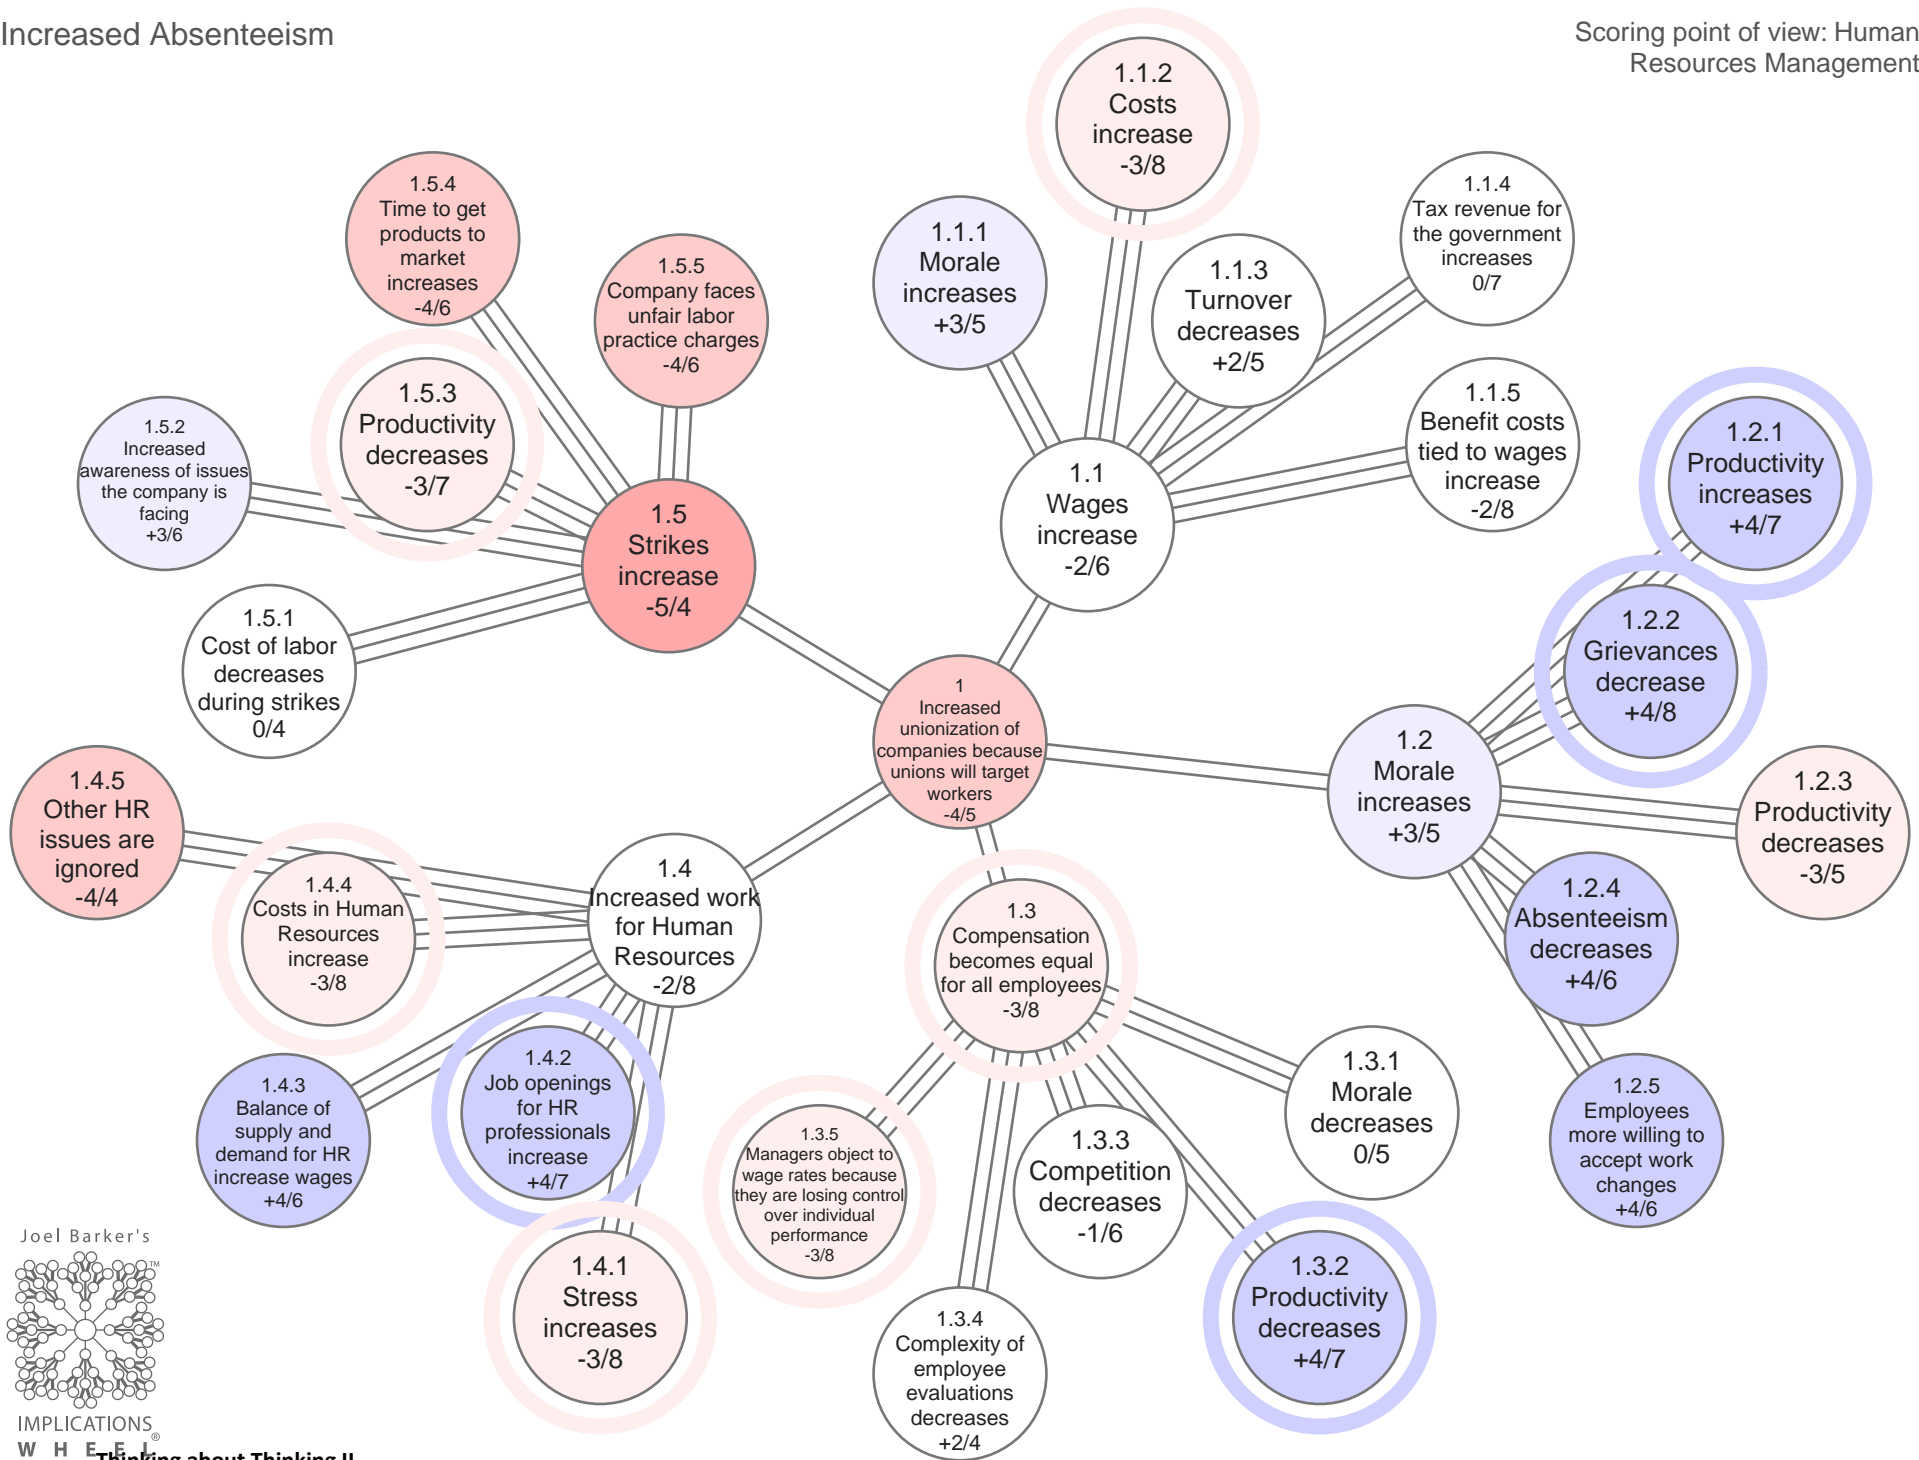 Increased Absenteeism
Scoring point of view: Human
Resources Management
1.1.2
Costs
increase
-3/8
1.5.4
Time to get
products to
market
increases
-4/6
1.1.4
Tax revenue for
the government
increases
0/7
1.1.1
Morale
increases
+3/5
1.1.3
Turnover
decreases
+2/5
1.5.5
Company faces
unfair labor
practice charges
-4/6
1.5.3
Productivity
decreases
-3/7
1.1.5
Benefit costs
tied to wages
increase
-2/8
1.5.2
Increased
awareness of issues
the company is
facing
+3/6
1.2.1
Productivity
increases
+4/7
1.1
Wages
increase
-2/6
1.5
Strikes
increase
-5/4
1.5.1
Cost of labor
decreases
during strikes
0/4
1.2.2
Grievances
decrease
+4/8
1
Increased
unionization of
companies because
unions will target
workers
-4/5
1.2
Morale
increases
+3/5
1.4.5
Other HR
issues are
ignored
-4/4
1.2.3
Productivity
decreases
-3/5
1.4
Increased work
for Human
Resources
-2/8
1.4.4
Costs in Human
Resources
increase
-3/8
1.3
Compensation
becomes equal
for all employees
-3/8
1.2.4
Absenteeism
decreases
+4/6
1.4.3
Balance of
supply and
demand for HR
increase wages
+4/6
1.4.2
Job openings
for HR
professionals
increase
+4/7
1.3.1
Morale
decreases
0/5
1.2.5
Employees
more willing to
accept work
changes
+4/6
1.3.5
Managers object to
wage rates because
they are losing control
over individual
performance
-3/8
1.3.3
Competition
decreases
-1/6
1.4.1
Stress
increases
-3/8
1.3.2
Productivity
decreases
+4/7
1.3.4
Complexity of
employee
evaluations
decreases
+2/4
Joel Barker's
™
IMPLICATIONS
WHEEL®
Thinking about Thinking II